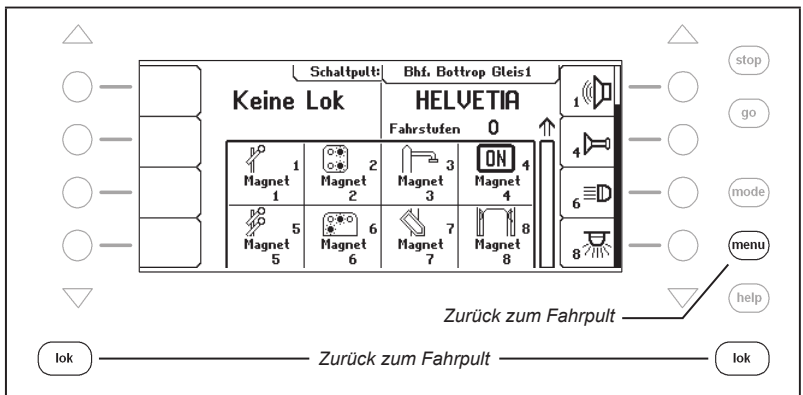 Schaltpult: Bhf. Bottrop Gleis1
Keine Lok HELVETIA
Fahrstufen 0
1 2 3 ON 4
Magnet Magnet Magnet Magnet
1 2 3 4
5 6 7 8
Magnet Magnet Magnet Magnet
5 6 7 8
1
4
6
8
stop
go
mode
menu
help
Zurück zum Fahrpult
lok Zurück zum Fahrpult lok